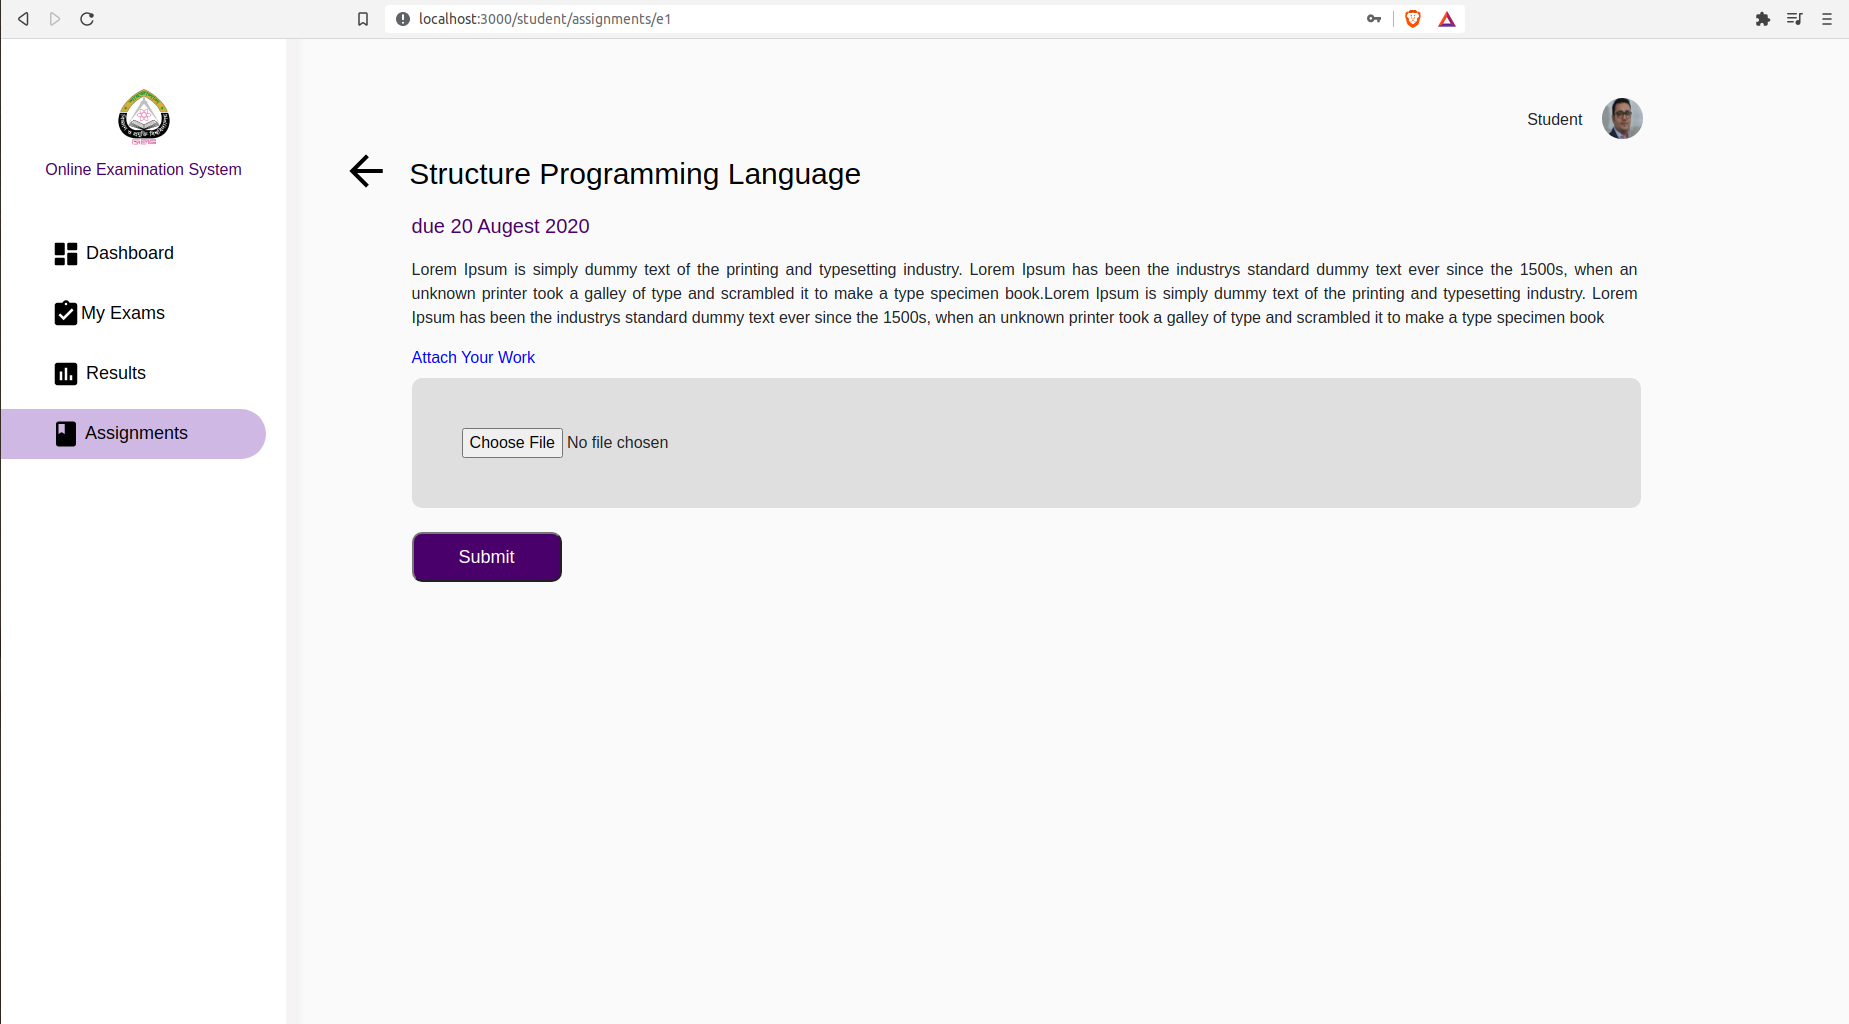 localhost:3000/student/assignments/e1
Student
Online Examination System
Structure Programming Language
due 20 Augest 2020
Dashboard
My Exams
Results
Assignments
Lorem Ipsum is simply dummy text of the printing and typesetting industry. Lorem Ipsum has been the industrys standard dummy text ever since the 1500s, when an
unknown printer took a galley of type and scrambled it to make a type specimen book.Lorem Ipsum is simply dummy text of the printing and typesetting industry. Lorem
Ipsum has been the industrys standard dummy text ever since the 1500s, when an unknown printer took a galley of type and scrambled it to make a type specimen book
Attach Your Work
Choose File No file chosen
Submit